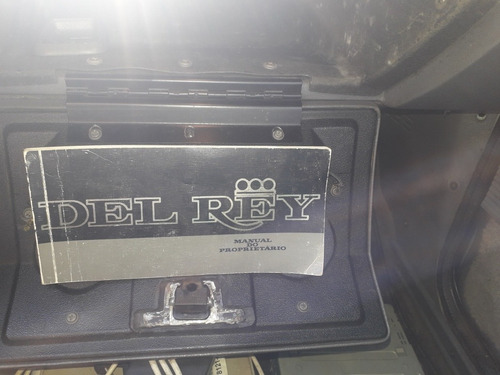 DEL REY
MANUAL
DO
PROPRIETÁRIO